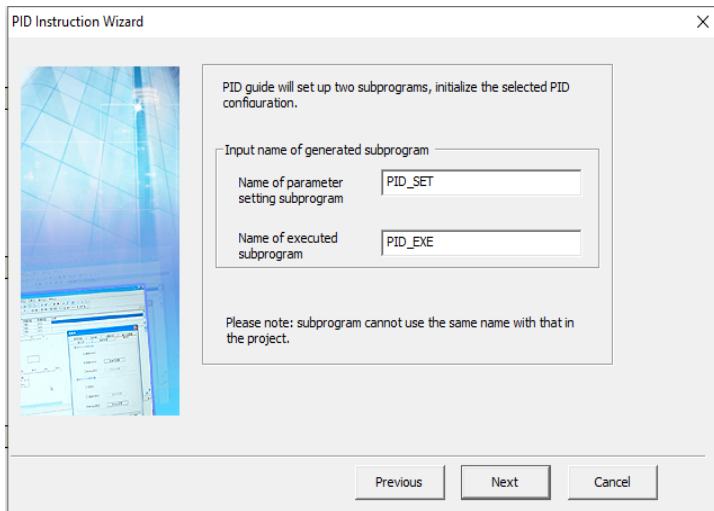 PID Instruction Wizard
PID guide will set up two subprograms, initialize the selected PID
configuration.
Input name of generated subprogram
Name of parameter
setting subprogram
PID_SET
Name of executed
subprogram
PID_EXE
Please note: subprogram cannot use the same name with that in
the project.
Previous
Next
Cancel